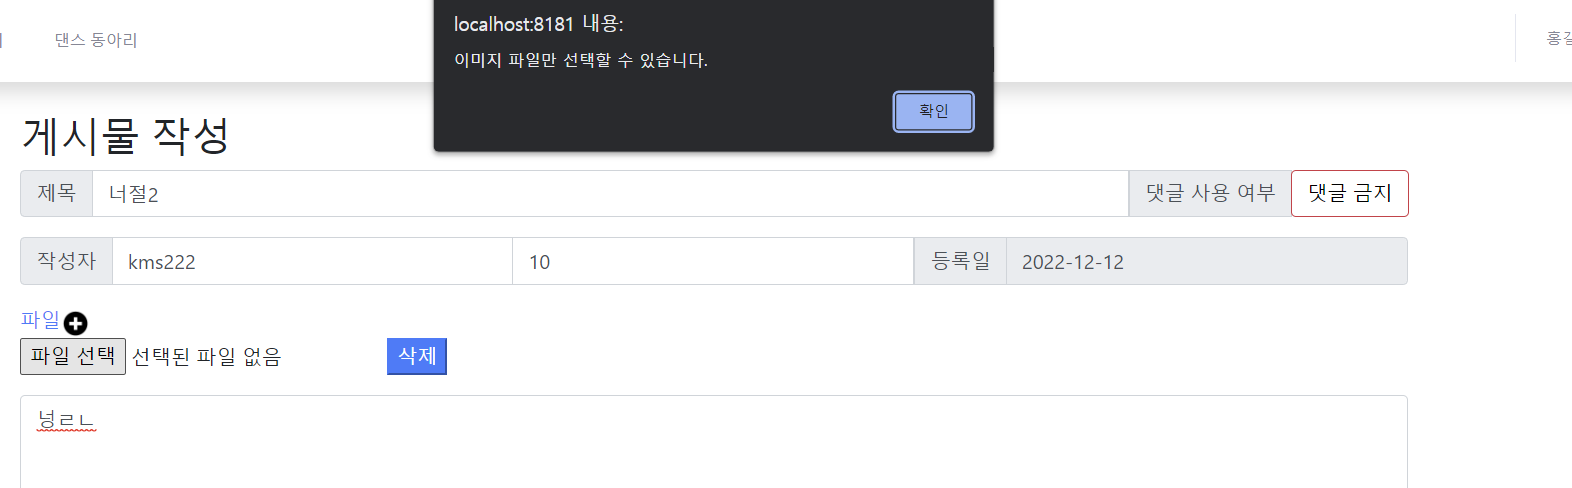 댄스 동아리
localhost:8181 내용:
이미지 파일만 선택할 수 있습니다.
확인
게시물 작성
제목 너절2 댓글 사용 여부 댓글 금지
작성자 kms222 10 등록일 2022-12-12
파일
파일 선택 선택된 파일 없음 삭제
넝ㄹㄴ